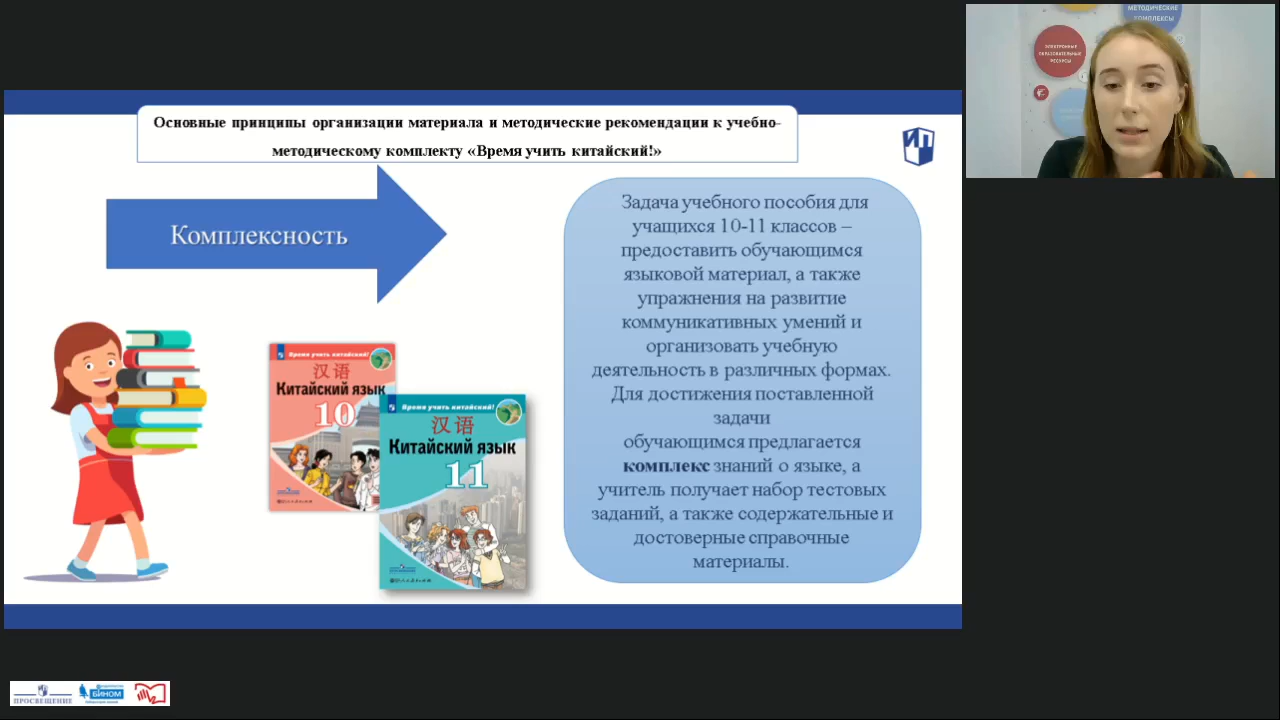 Основные принципы организации материала и методические рекомендации к учебно-
методическому комплекту «Время учить китайский!»
Комплексность
Задача учебного пособия для
учащихся 10-11 классов –
предоставить обучающимся
языковой материал, а также
упражнения на развитие
коммуникативных умений и
организовать учебную
деятельность в различных формах.
Для достижения поставленной
задачи
обучающимся предлагается
комплекс знаний о языке, а
учитель получает набор тестовых
заданий, а также содержательные и
достоверные справочные
материалы.
Время учить китайский!
汉语
Китайский язык
10
Время учить китайский!
汉语
Китайский язык
11
МЕТОДИЧЕСКИЕ
КОМПЛЕКСЫ
ЭЛЕКТРОННЫЕ
ОБРАЗОВАТЕЛЬНЫЕ
РЕСУРСЫ
ПРОСВЕЩЕНИЕ
БИНОМ